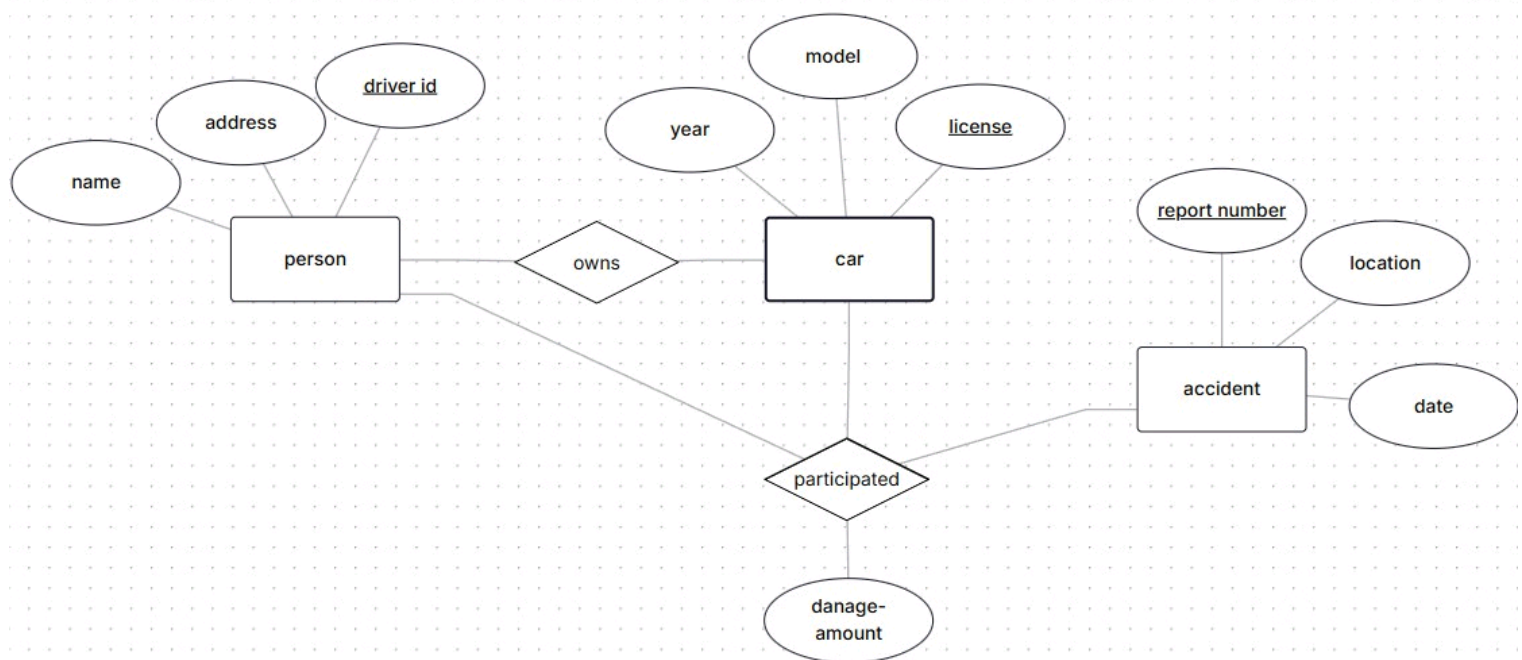 model
driver id
address
year
license
name
report number
person
owns
car
location
accident
date
participated
danage-
amount